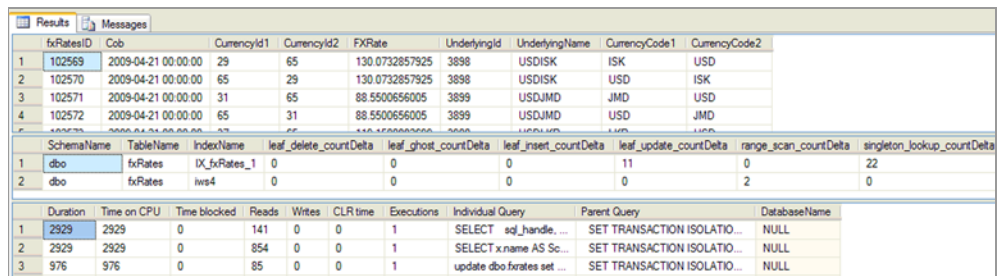 Results Messages
fxRatesID Cob CurrencyId1 CurrencyId2 FXRate UnderlyingId UnderlyingName CurrencyCode1 CurrencyCode2
1 102569 2009-04-21 00:00:00 29 65 130.0732857925 3898 USDISK ISK USD
2 102570 2009-04-21 00:00:00 65 29 130.0732857925 3898 USDISK USD ISK
3 102571 2009-04-21 00:00:00 31 65 88.5500656005 3899 USDJMD JMD USD
4 102572 2009-04-21 00:00:00 65 31 88.5500656005 3899 USDJMD USD JMD
SchemaName TableName IndexName leaf_delete_countDelta leaf_ghost_countDelta leaf_insert_countDelta leaf_update_countDelta range_scan_countDelta singleton_lookup_countDelta
1 dbo fxRates IX_fxRates_1 0 0 0 11 0 22
2 dbo fxRates iws4 0 0 0 0 2 0
Duration Time on CPU Time blocked Reads Writes CLR time Executions Individual Query Parent Query DatabaseName
1 2929 2929 0 141 0 0 1 SELECT sql_handle, ... SET TRANSACTION ISOLATIO... NULL
2 2929 2929 0 854 0 0 1 SELECT x.name AS Sc... SET TRANSACTION ISOLATIO... NULL
3 976 976 0 85 0 0 1 update dbo.fxrates set ... SET TRANSACTION ISOLATIO... NULL